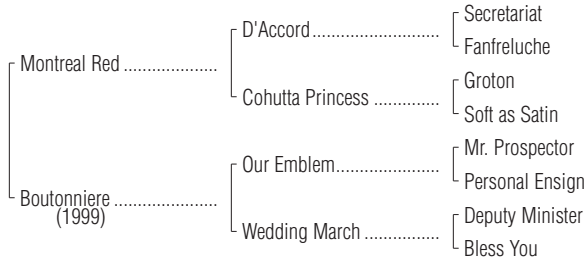 Secretariat
D'Accord
Fanfreluche
Montreal Red
Groton
Cohutta Princess
Soft as Satin
Mr. Prospector
Our Emblem
Personal Ensign
Boutonniere
(1999)
Deputy Minister
Wedding March
Bless You